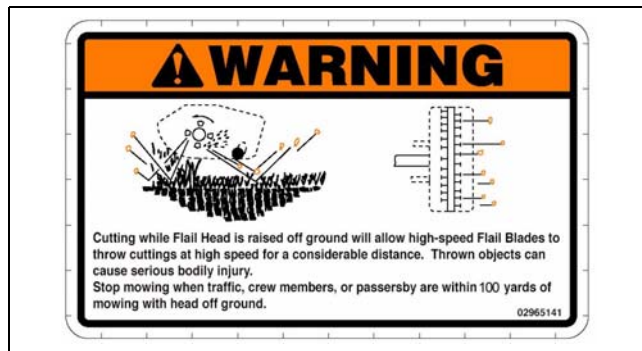 WARNING
Cutting while Flail Head is raised off ground will allow high-speed Flail Blades to
throw cuttings at high speed for a considerable distance. Thrown objects can
cause serious bodily injury.
Stop mowing when traffic, crew members, or passersby are within 100 yards of
mowing with head off ground.
02965141